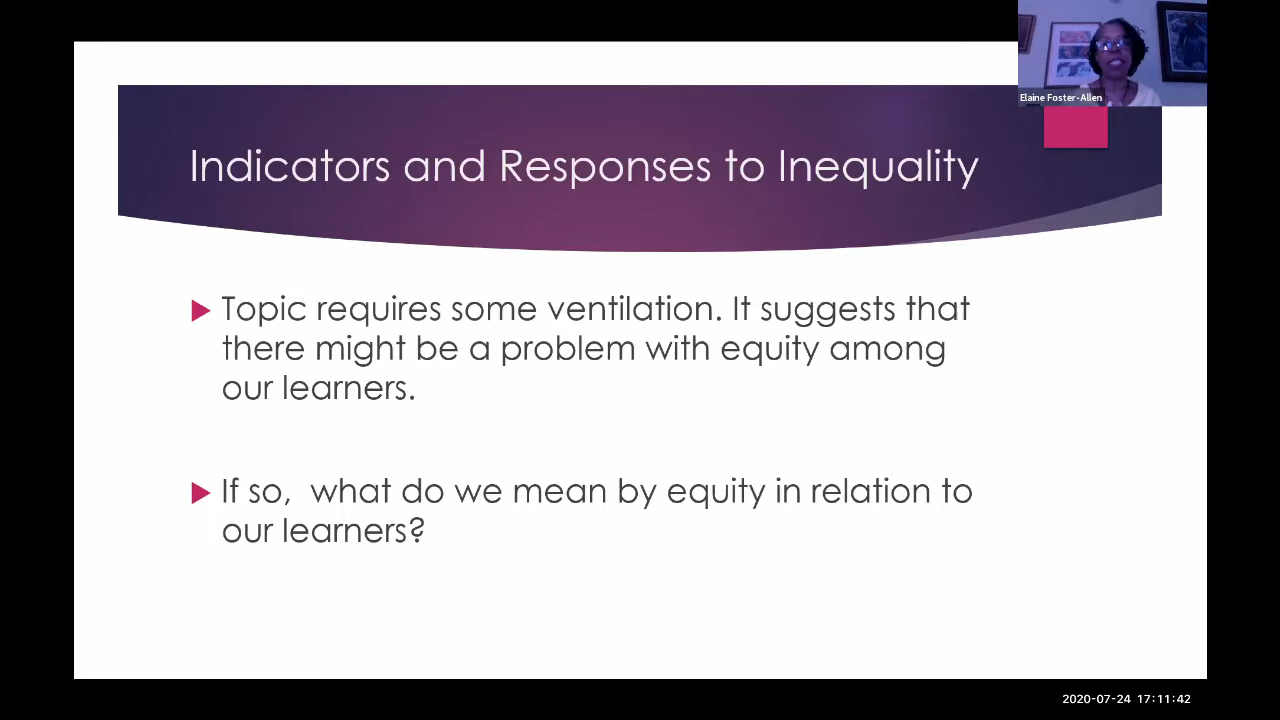 Elaine Foster-Allen
Indicators and Responses to Inequality
Topic requires some ventilation. It suggests that
there might be a problem with equity among
our learners.
If so,  what do we mean by equity in relation to
our learners?
2020-07-24  17:11:42